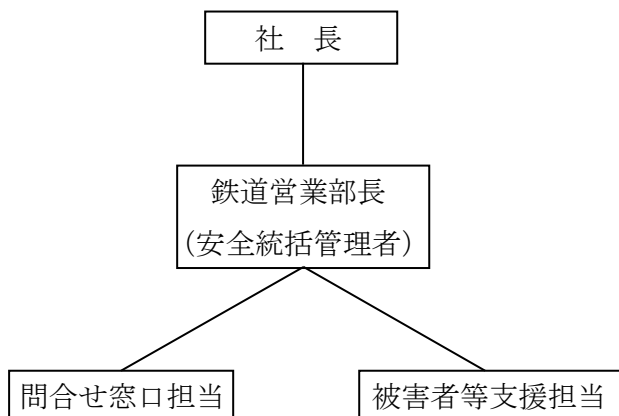 社　長
鉄道営業部長
(安全統括管理者)
問合せ窓口担当
被害者等支援担当